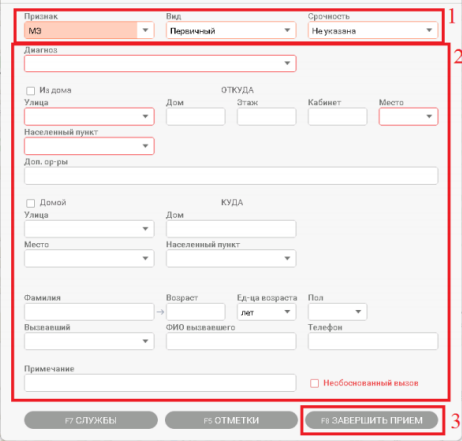 Признак Вид Срочность 1
МЭ Первичный Не указана
Диагноз 2
Из дома ОТКУДА
Улица Дом Этаж Кабинет Место
Населенный пункт
Доп. ор-ры
Домой КУДА
Улица Дом
Место Населенный пункт
Фамилия Возраст Ед-ца возраста Пол
→ лет
Вызвавший ФИО вызвавшего Телефон
Примечание
Необоснованный вызов
F7 СЛУЖБЫ F5 ОТМЕТКИ F8 ЗАВЕРШИТЬ ПРИЕМ 3